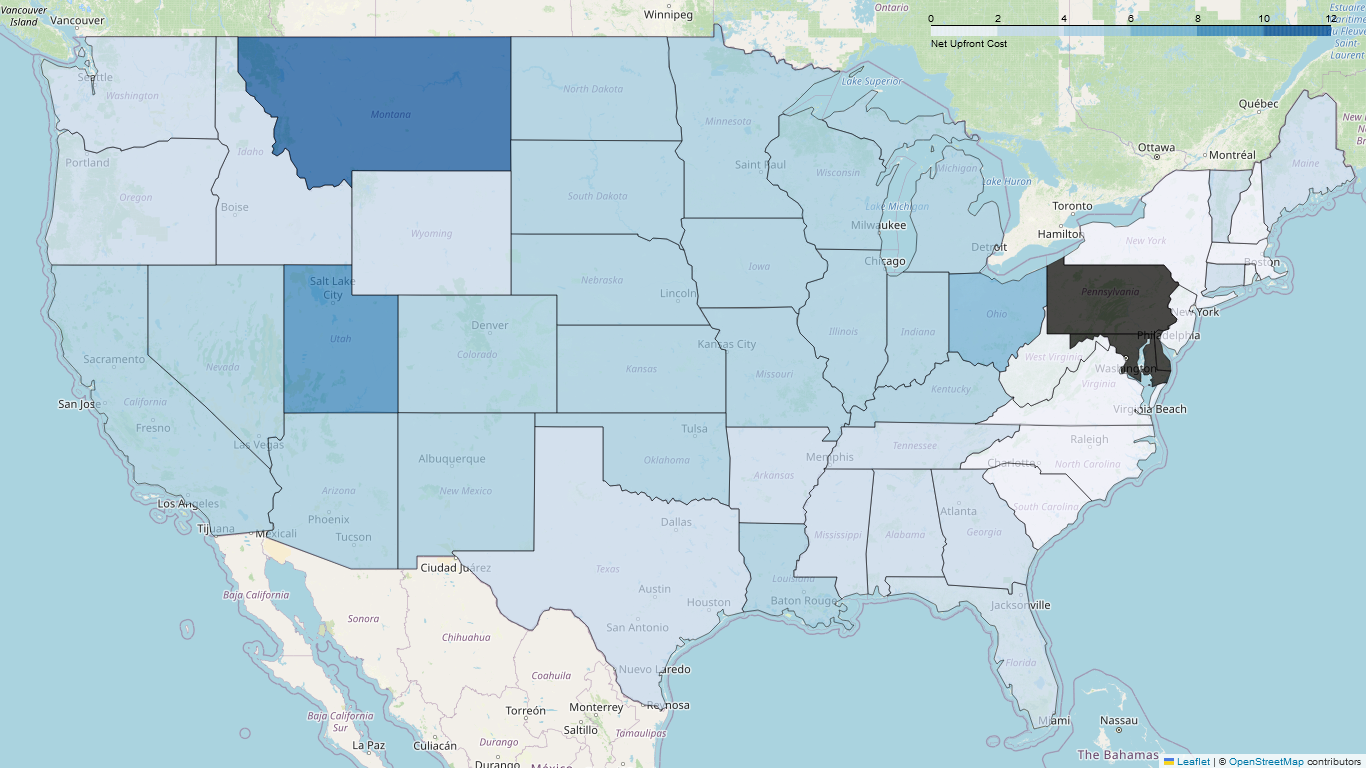 Vancouver
Island
Vancouver
Winnipeg
Ontario
0 2 4 6 8 10 12
Net Upfront Cost
Estuaire
Maritime
du Fleuve
Saint-
Laurent
Seattle
Washington
Montana
North Dakota
Lake Superior
Québec
New
Minnesota
Portland
Idaho
Saint Paul
Wisconsin
Michigan
Ottawa
Montréal
Maine
Oregon
Boise
South Dakota
Lake Huron
Toronto
Lake Michigan
Milwaukee
Hamilton
Wyoming
Detroit
New York
Chicago
Boston
Iowa
Salt Lake
City
Nebraska
Lincoln
Pennsylvania
New York
Ohio
Denver
Utah
Illinois
Indiana
Philadelphia
Kansas City
Sacramento
Nevada
Colorado
Kansas
Missouri
West Virginia
Washington
Virginia
Kentucky
San Jose
California
Virginia Beach
Fresno
Las Vegas
Tulsa
Raleigh
Albuquerque
Oklahoma
Memphis
Tennessee
Charlotte
North Carolina
Arkansas
Arizona
New Mexico
Los Angeles
South Carolina
Phoenix
Dallas
Atlanta
Tijuana
Mexicali
Tucson
Mississippi
Alabama
Georgia
Ciudad Juárez
Texas
Louisiana
Baja California
Austin
Houston
Baton Rouge
Jacksonville
Sonora
San Antonio
Chihuahua
Florida
Coahuila
Nuevo Laredo
Reynosa
Baja California
Sur
Torreón
Monterrey
Saltillo
Tamaulipas
Miami
Nassau
La Paz
Culiacán
Durango
Durango
México
The Bahamas
Leaflet | © OpenStreetMap contributors